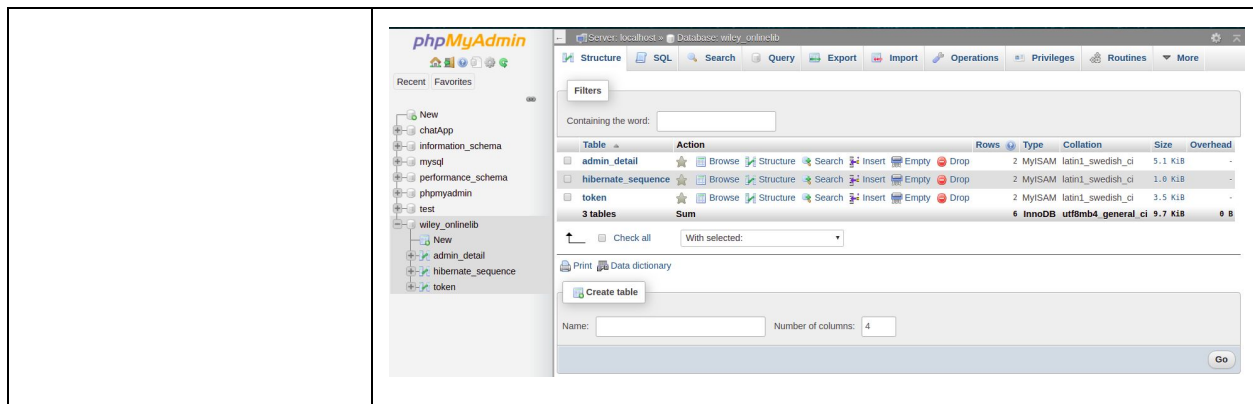 phpMyAdmin
Recent Favorites
New
chatApp
information_schema
mysql
performance_schema
phpmyadmin
test
wiley_onlinelib
New
admin_detail
hibernate_sequence
token
Server: localhost » Database: wiley_onlinelib
Structure SQL Search Query Export Import Operations Privileges Routines More
Filters
Containing the word:
Table Action Rows Type Collation Size Overhead
admin_detail Browse Structure Search Insert Empty Drop 2 MyISAM latin1_swedish_ci 5.1 KiB -
hibernate_sequence Browse Structure Search Insert Empty Drop 2 MyISAM latin1_swedish_ci 1.0 KiB -
token Browse Structure Search Insert Empty Drop 2 MyISAM latin1_swedish_ci 3.5 KiB -
3 tables Sum 6 InnoDB utf8mb4_general_ci 9.7 KiB 0 B
Check all With selected:
Print Data dictionary
Create table
Name: Number of columns: 4
Go